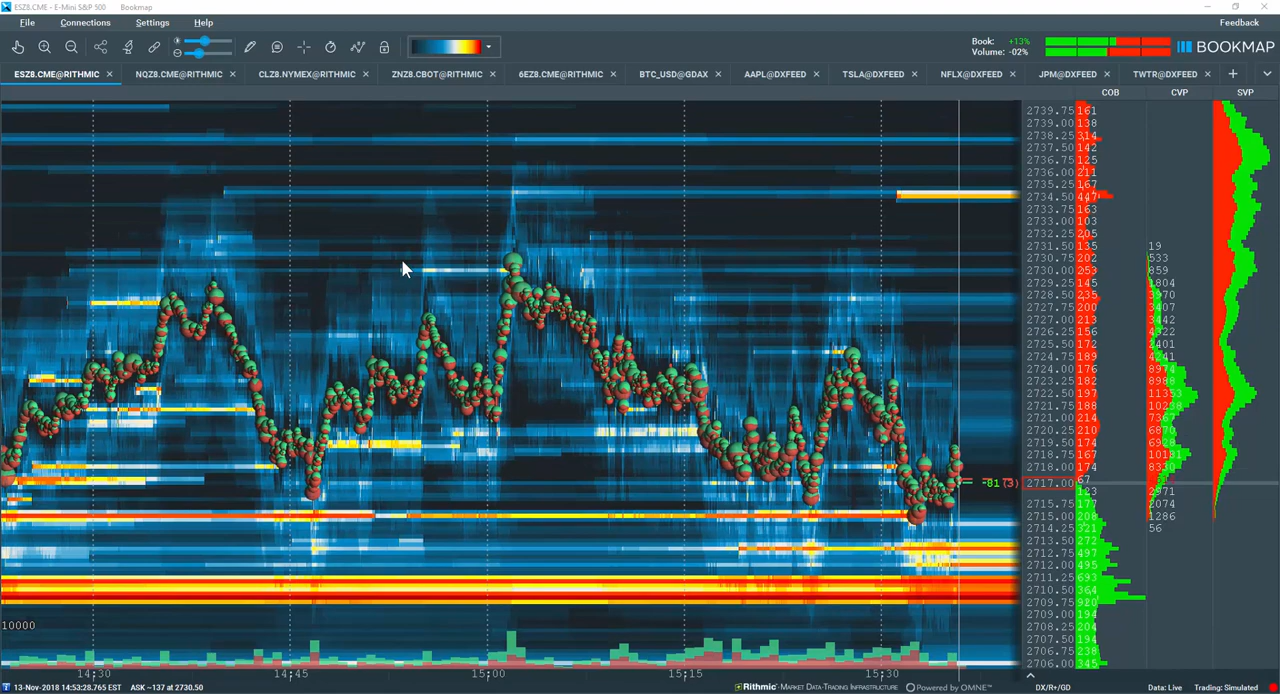 ESZ8.CME - E-Mini S&P 500 Bookmap
File Connections Settings Help Feedback
Book: +13%
Volume: -02%
BOOKMAP
ESZ8.CME@RITHMIC NQZ8.CME@RITHMIC CLZ8.NYMEX@RITHMIC ZNZ8.CBOT@RITHMIC 6EZ8.CME@RITHMIC BTC_USD@GDAX AAPL@DXFEED TSLA@DXFEED NFLX@DXFEED JPM@DXFEED TWTR@DXFEED
COB CVP SVP
2739.75 161
2739.00 138
2738.25 314
2737.50 142
2736.75 125
2736.00 211
2735.25 167
2734.50 447
2733.75 163
2733.00 103
2732.25 205
2731.50 135 19
2730.75 202 533
2730.00 253 859
2729.25 145 1804
2728.50 235 3970
2727.75 200 3407
2727.00 213 3442
2726.25 156 4322
2725.50 172 2401
2724.75 189 4241
2724.00 176 8974
2723.25 182 8988
2722.50 197 11353
2721.75 188 10238
2721.00 214 7367
2720.25 210 6870
2719.50 174 6928
2718.75 167 10181
2718.00 174 8330
67
-81 (3) 2717.00
123 2971
2715.75 177 2074
2715.00 208 1286
2714.25 321 56
2713.50 272
2712.75 497
2712.00 495
2711.25 693
2710.50 364
2709.75 920
2709.00 194
10000 2708.25 204
2707.50 194
2706.75 238
2706.00 345
14:30 14:45 15:00 15:15 15:30
13-Nov-2018 14:53:28.765 EST ASK ~137 at 2730.50 Rithmic - MARKET DATA - TRADING INFRASTRUCTURE Powered by OMNE™ DX/R+/GD Data: Live Trading: Simulated